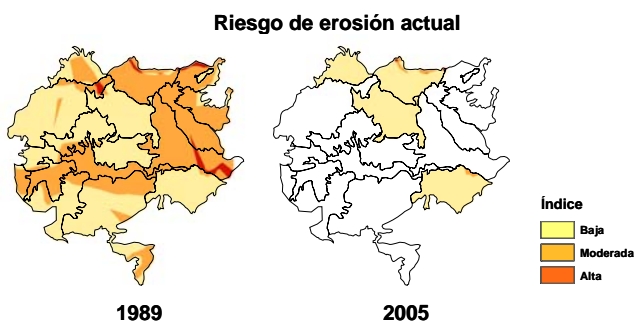 Riesgo de erosión actual
Índice
Baja
Moderada
Alta
1989
2005